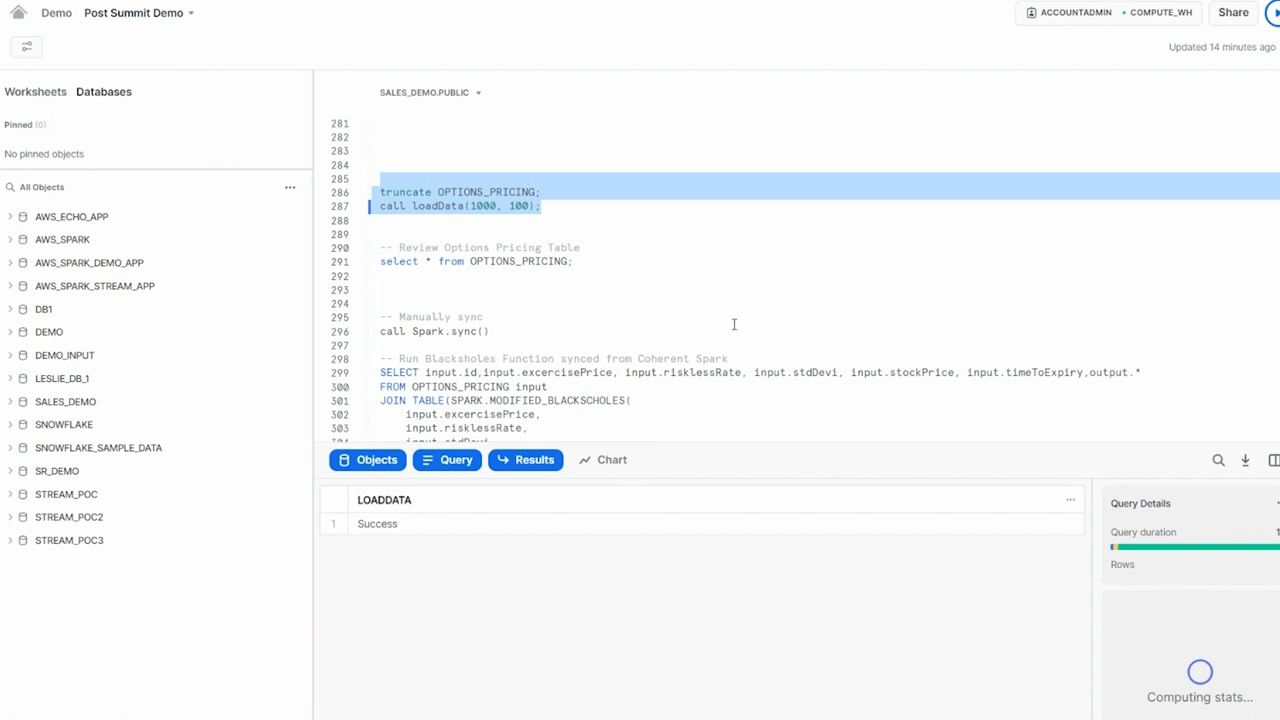 Demo Post Summit Demo
ACCOUNTADMIN • COMPUTE_WH Share
Updated 14 minutes ago
Worksheets Databases
Pinned (0)
No pinned objects
All Objects
AWS_ECHO_APP
AWS_SPARK
AWS_SPARK_DEMO_APP
AWS_SPARK_STREAM_APP
DB1
DEMO
DEMO_INPUT
LESLIE_DB_1
SALES_DEMO
SNOWFLAKE
SNOWFLAKE_SAMPLE_DATA
SR_DEMO
STREAM_POC
STREAM_POC2
STREAM_POC3
SALES_DEMO.PUBLIC
281
282
283
284
285
286 truncate OPTIONS_PRICING;
287 call loadData(1000, 100);
288
289
290 -- Review Options Pricing Table
291 select * from OPTIONS_PRICING;
292
293
294
295 -- Manually sync
296 call Spark.sync()
297
298 -- Run Blacksholes Function synced from Coherent Spark
299 SELECT input.id,input.excercisePrice, input.risklessRate, input.stdDevi, input.stockPrice, input.timeToExpiry,output.*
300 FROM OPTIONS_PRICING input
301 JOIN TABLE(SPARK.MODIFIED_BLACKSCHOLES(
302 input.excercisePrice,
303 input.risklessRate,
304 input.stdDevi
Objects Query Results Chart
LOADDATA
1 Success
Query Details
Query duration 1
Rows
Computing stats...